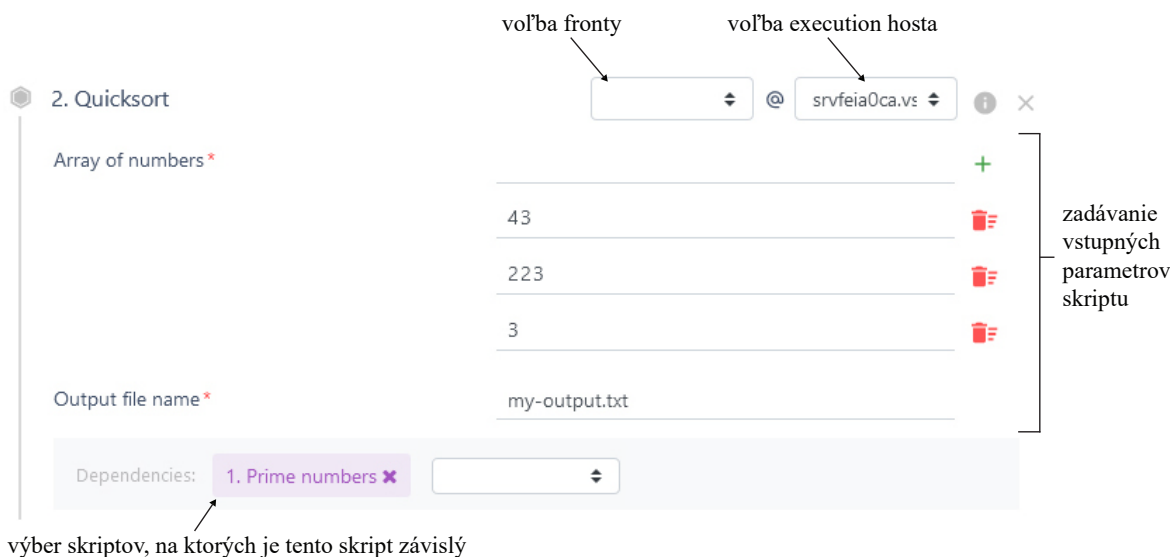 voľba fronty
voľba execution hosta
2. Quicksort
@
srvfeia0ca.vs
Array of numbers*
43
223
3
zadávanie
vstupných
parametrov
skriptu
Output file name*
my-output.txt
Dependencies:
1. Prime numbers
výber skriptov, na ktorých je tento skript závislý